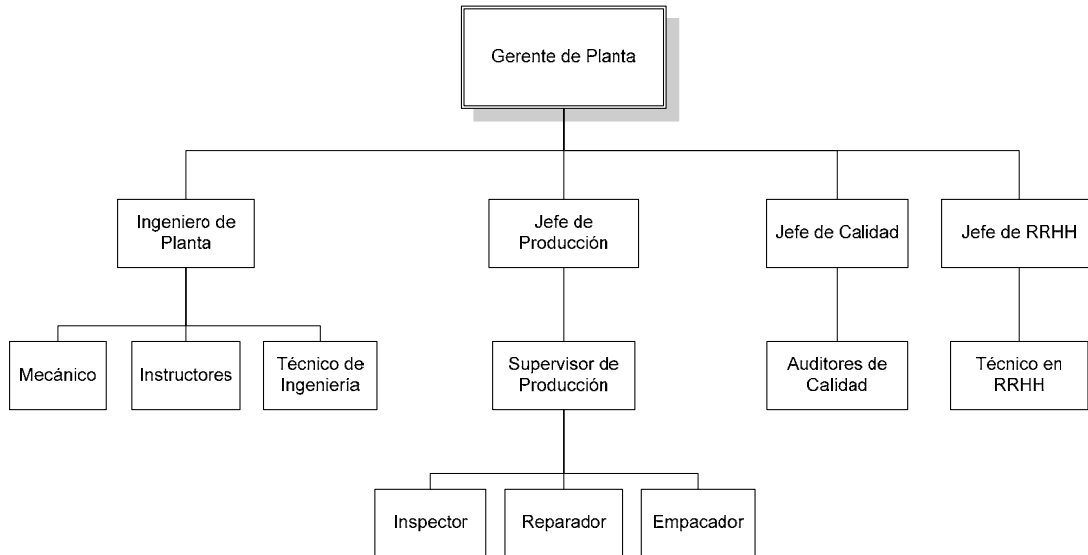 Gerente de Planta
Ingeniero de
Planta
Jefe de
Producción
Jefe de Calidad
Jefe de RRHH
Mecánico
Instructores
Técnico de
Ingeniería
Supervisor de
Producción
Auditores de
Calidad
Técnico en
RRHH
Inspector
Reparador
Empacador